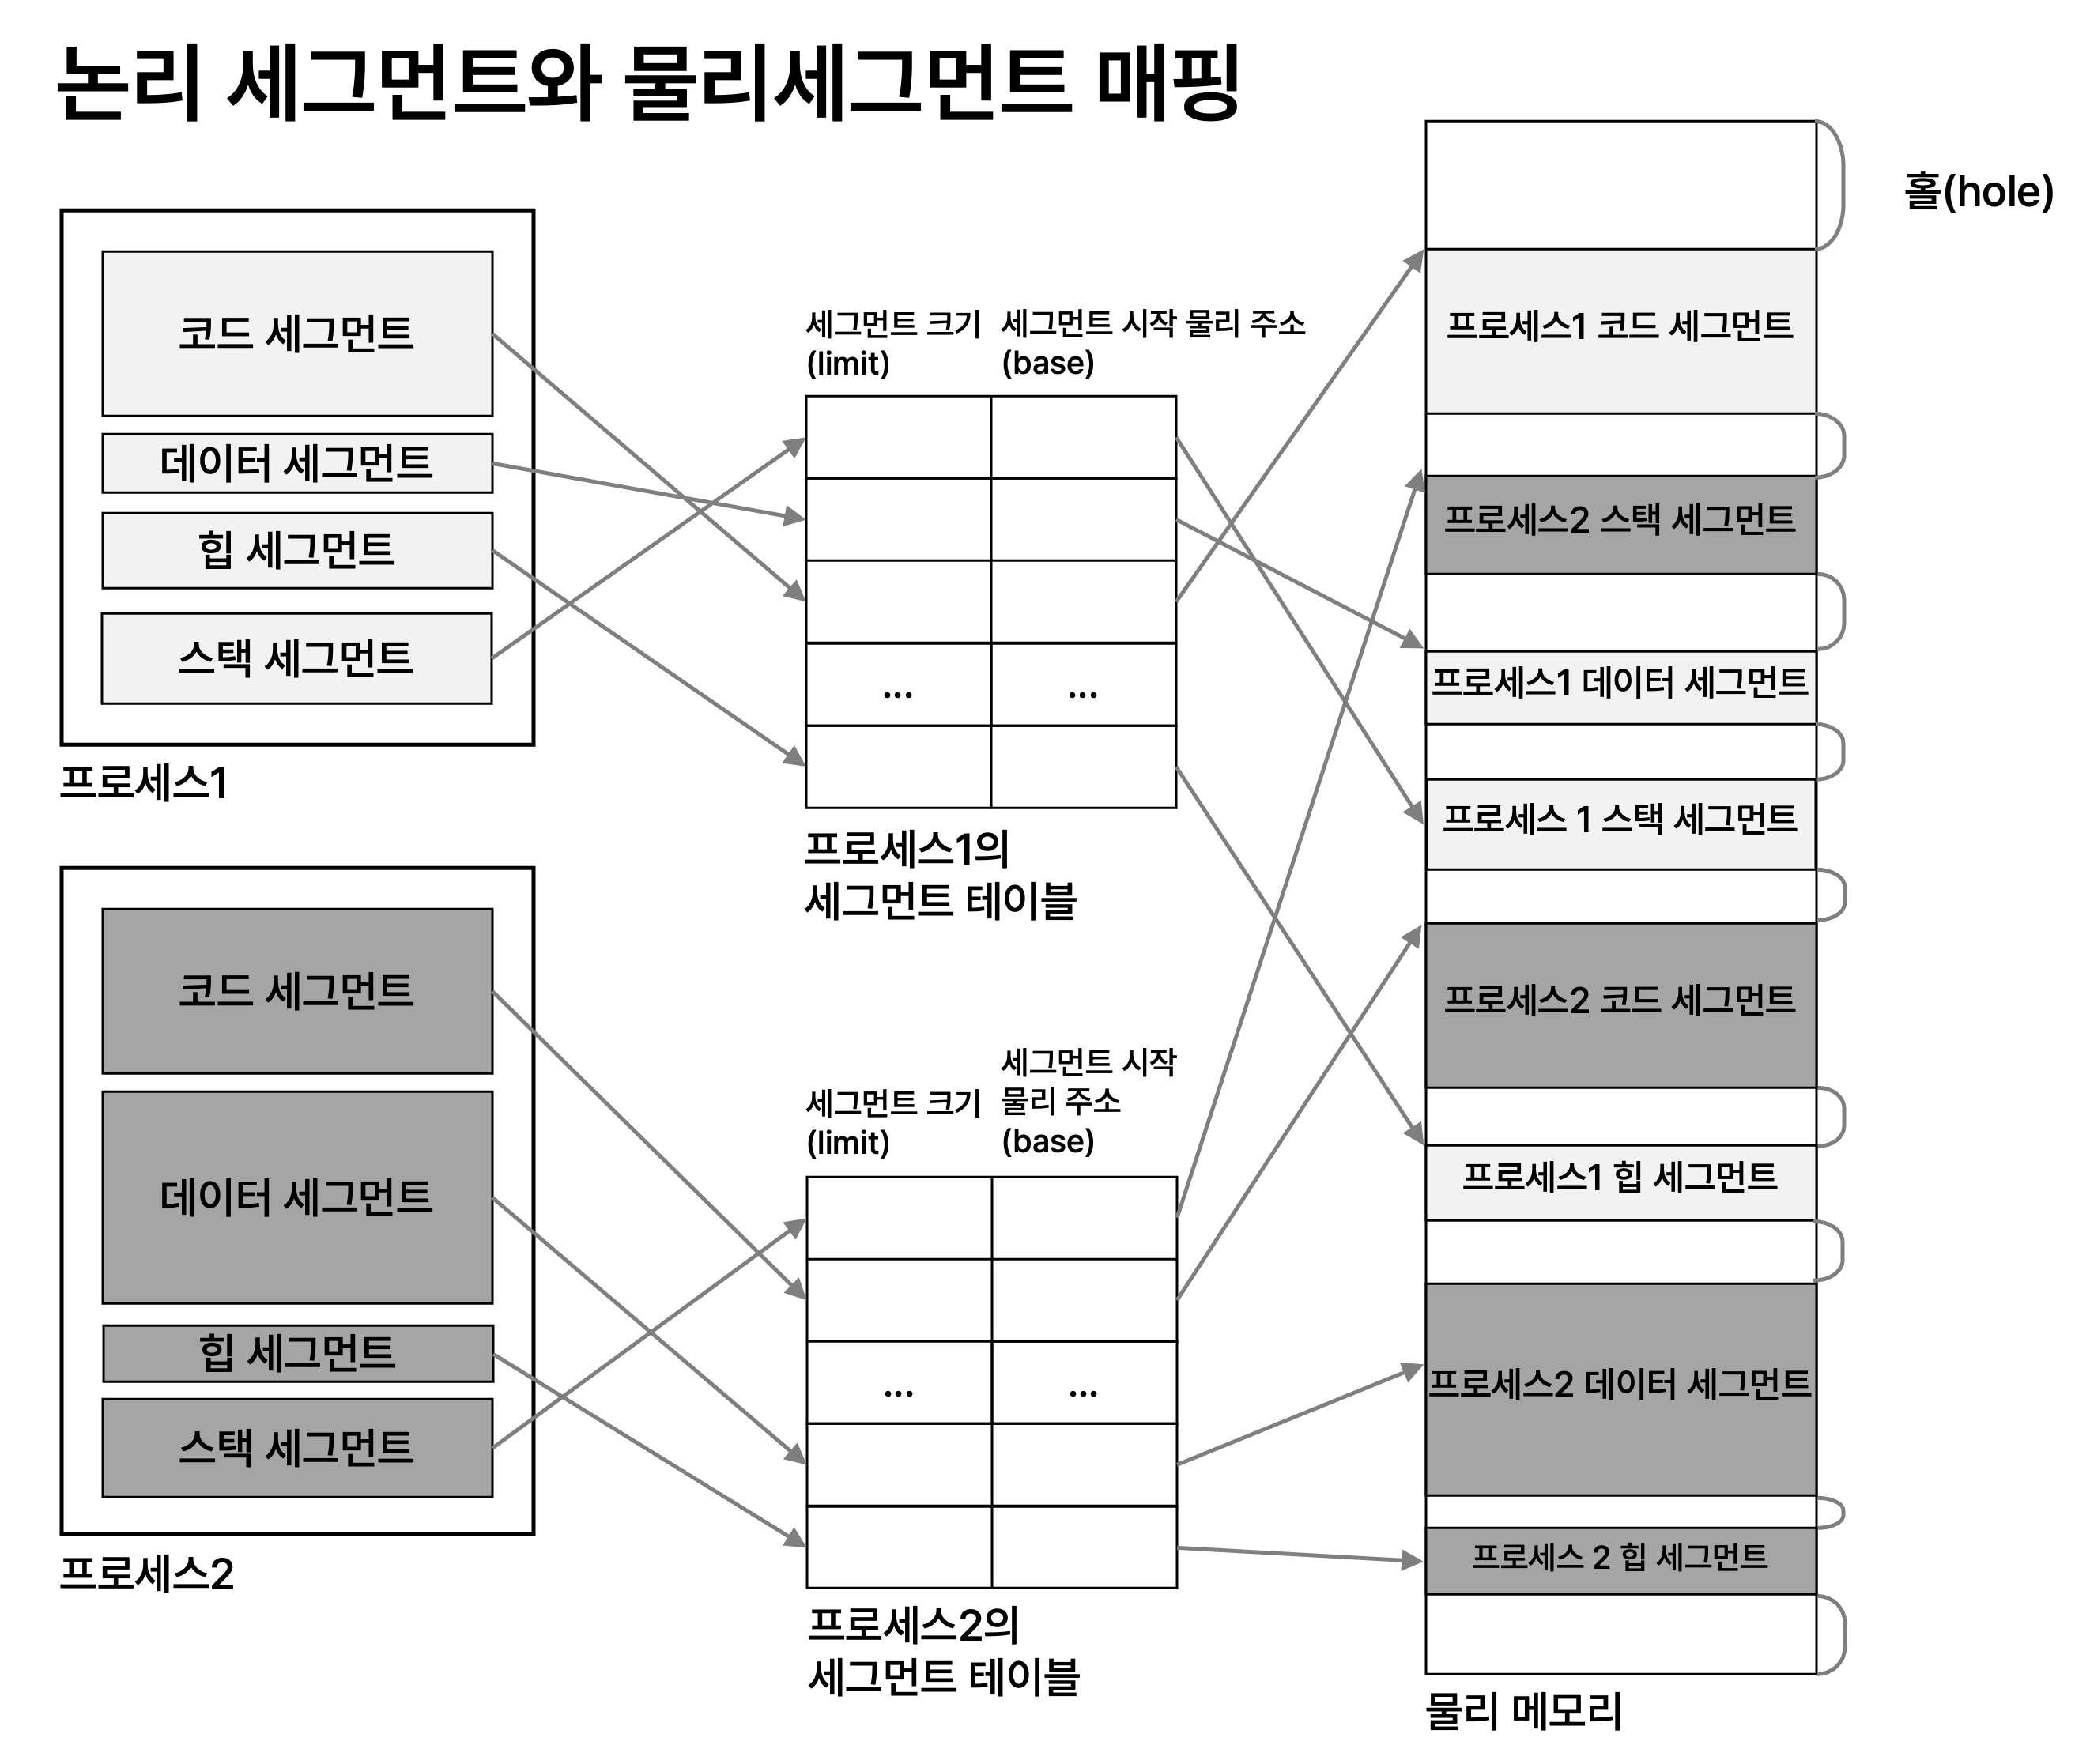 논리 세그먼트와 물리세그먼트 매핑
홀(hole)
코드 세그먼트
데이터 세그먼트
힙 세그먼트
스택 세그먼트
프로세스1
세그먼트 크기
(limit)
세그먼트 시작 물리 주소
(base)
...
...
프로세스1의
세그먼트 테이블
코드 세그먼트
데이터 세그먼트
힙 세그먼트
스택 세그먼트
프로세스2
세그먼트 크기
(limit)
세그먼트 시작
물리 주소
(base)
...
...
프로세스2의
세그먼트 테이블
프로세스1 코드 세그먼트
프로세스2 스택 세그먼트
프로세스1 데이터 세그먼트
프로세스 1 스택 세그먼트
프로세스2 코드 세그먼트
프로세스1 힙 세그먼트
프로세스2 데이터 세그먼트
프로세스 2 힙 세그먼트
물리 메모리